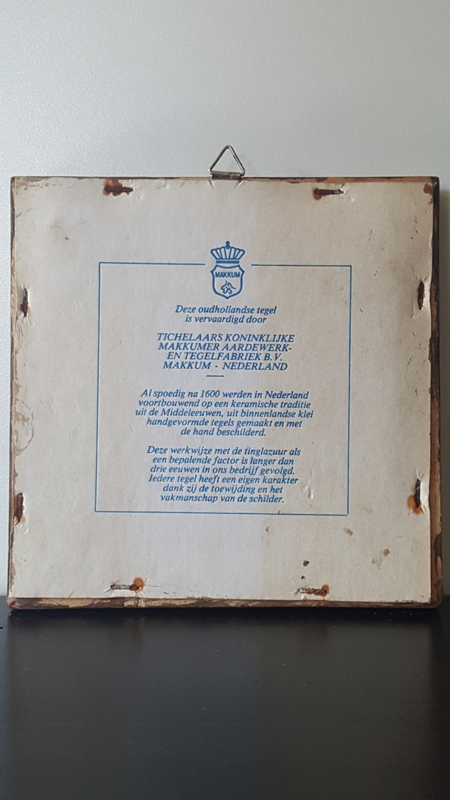 MAKKUM
Deze oudhollandse tegel
is vervaardigd door
TICHELAARS KONINKLIJKE
MAKKUMER AARDEWERK-
EN TEGELFABRIEK B.V.
MAKKUM - NEDERLAND
Al spoedig na 1600 werden in Nederland
voortbouwend op een keramische traditie
uit de Middeleeuwen, uit binnenlandse klei
handgevormde tegels gemaakt en met
de hand beschilderd.
Deze werkwijze met de tinglazuur als
een bepalende factor is langer dan
drie eeuwen in ons bedrijf gevolgd.
Iedere tegel heeft een eigen karakter
dank zij de toewijding en het
vakmanschap van de schilder.